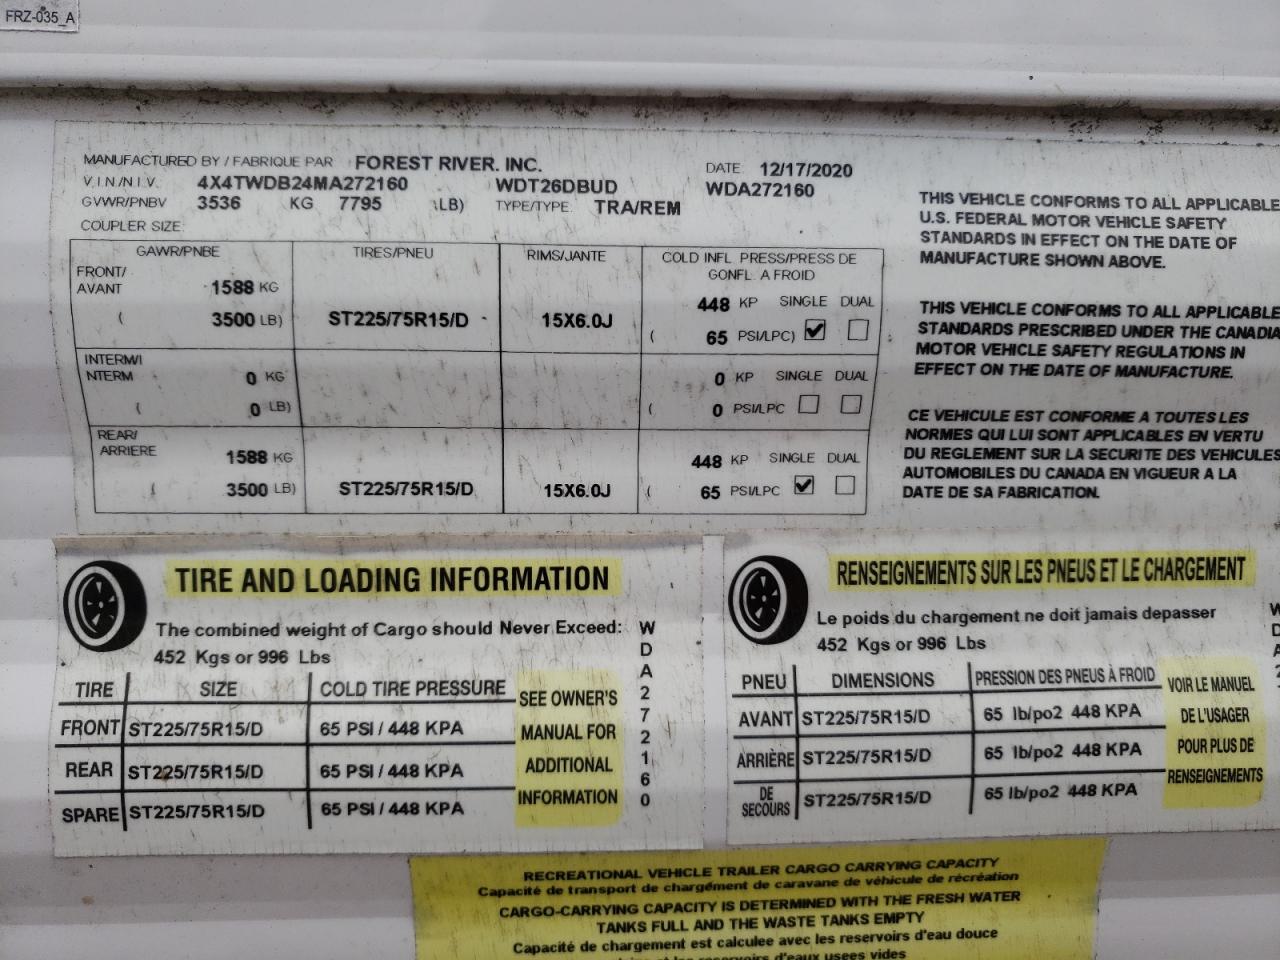 FRZ-035_A
MANUFACTURED BY / FABRIQUE PAR FOREST RIVER. INC. DATE 12/17/2020
V.I.N/N.I.V. 4X4TWDB24MA272160 WDT26DBUD WDA272160
GVWR/PNBV 3536 KG 7795 (LB) TYPE/TYPE: TRA/REM
COUPLER SIZE:
GAWR/PNBE TIRES/PNEU RIMS/JANTE COLD INFL PRESS/PRESS DE
GONFL A FROID
FRONT/
AVANT 1588 KG 448 KP SINGLE DUAL
( 3500 LB) ST225/75R15/D 15X6.0J ( 65 PSI/LPC)
INTERM/I
NTERM 0 KG 0 KP SINGLE DUAL
( 0 LB) ( 0 PSI/LPC
REAR/
ARRIERE 1588 KG 448 KP SINGLE DUAL
( 3500 LB) ST225/75R15/D 15X6.0J ( 65 PSI/LPC
THIS VEHICLE CONFORMS TO ALL APPLICABLE
U.S. FEDERAL MOTOR VEHICLE SAFETY
STANDARDS IN EFFECT ON THE DATE OF
MANUFACTURE SHOWN ABOVE.
THIS VEHICLE CONFORMS TO ALL APPLICABLE
STANDARDS PRESCRIBED UNDER THE CANADIA
MOTOR VEHICLE SAFETY REGULATIONS IN
EFFECT ON THE DATE OF MANUFACTURE.
CE VEHICULE EST CONFORME A TOUTES LES
NORMES QUI LUI SONT APPLICABLES EN VERTU
DU REGLEMENT SUR LA SECURITE DES VEHICULES
AUTOMOBILES DU CANADA EN VIGUEUR A LA
DATE DE SA FABRICATION.
TIRE AND LOADING INFORMATION
The combined weight of Cargo should Never Exceed:
452 Kgs or 996 Lbs
TIRE SIZE COLD TIRE PRESSURE
FRONT ST225/75R15/D 65 PSI / 448 KPA
REAR ST225/75R15/D 65 PSI / 448 KPA
SPARE ST225/75R15/D 65 PSI / 448 KPA
SEE OWNER'S
MANUAL FOR
ADDITIONAL
INFORMATION
WDA272160
RENSEIGNEMENTS SUR LES PNEUS ET LE CHARGEMENT
Le poids du chargement ne doit jamais depasser
452 Kgs or 996 Lbs
PNEU DIMENSIONS PRESSION DES PNEUS À FROID
AVANT ST225/75R15/D 65 lb/po2 448 KPA
ARRIÈRE ST225/75R15/D 65 lb/po2 448 KPA
DE
SECOURS ST225/75R15/D 65 lb/po2 448 KPA
VOIR LE MANUEL
DE L'USAGER
POUR PLUS DE
RENSEIGNEMENTS
WDA2
RECREATIONAL VEHICLE TRAILER CARGO CARRYING CAPACITY
Capacité de transport de chargément de caravane de véhicule de récréation
CARGO-CARRYING CAPACITY IS DETERMINED WITH THE FRESH WATER
TANKS FULL AND THE WASTE TANKS EMPTY
Capacité de chargement est calculee avec les reservoirs d'eau douce
et les reservoirs d'eaux usees vides